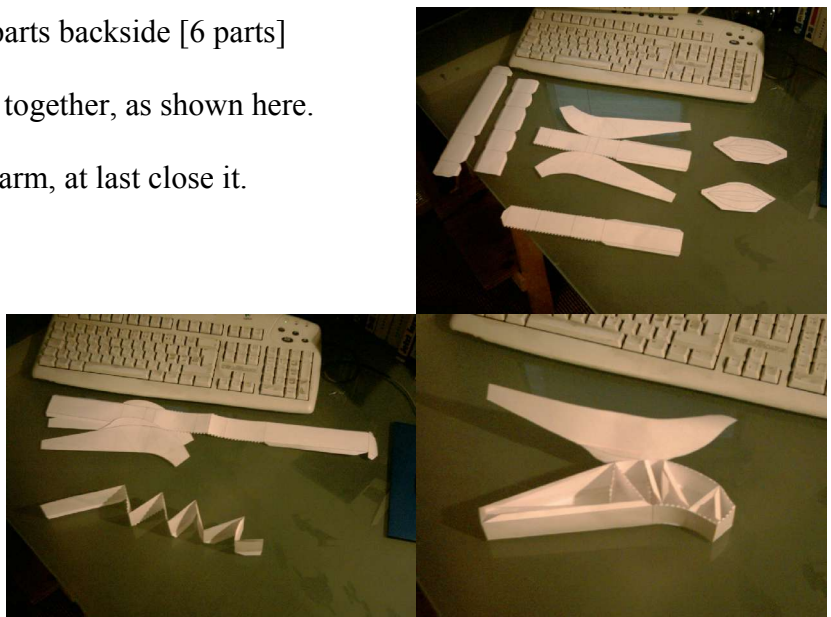 parts backside [6 parts]
together, as shown here.
arm, at last close it.